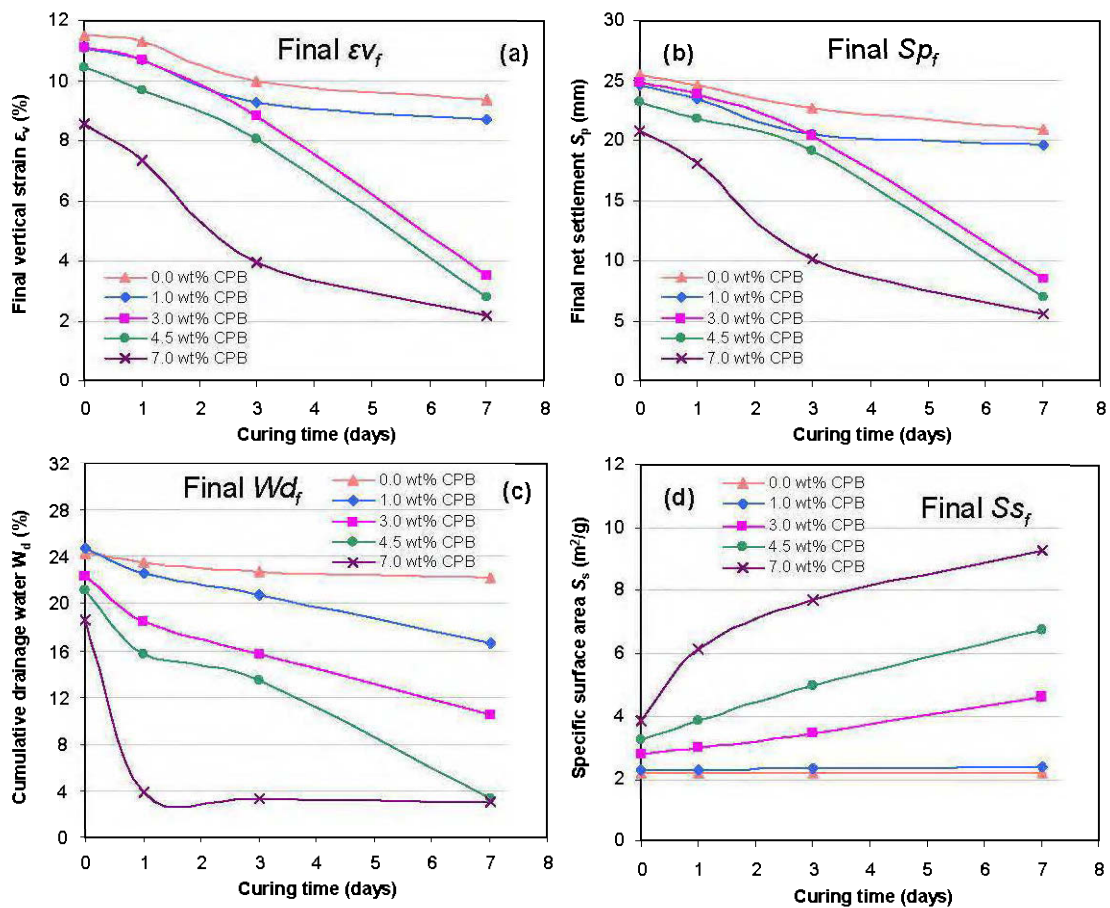 Final εv_f
(a)
Final vertical strain ε_v (%)
12
10
8
6
4
2
0
0.0 wt% CPB
1.0 wt% CPB
3.0 wt% CPB
4.5 wt% CPB
7.0 wt% CPB
0 1 2 3 4 5 6 7 8
Curing time (days)
(b)
Final Sp_f
Final net settlement S_p (mm)
30
25
20
15
10
5
0
0.0 wt% CPB
1.0 wt% CPB
3.0 wt% CPB
4.5 wt% CPB
7.0 wt% CPB
0 1 2 3 4 5 6 7 8
Curing time (days)
Final Wd_f
(c)
Cumulative drainage water W_d (%)
32
28
24
20
16
12
8
4
0
0.0 wt% CPB
1.0 wt% CPB
3.0 wt% CPB
4.5 wt% CPB
7.0 wt% CPB
0 1 2 3 4 5 6 7 8
Curing time (days)
(d)
Final Ss_f
Specific surface area S_s (m²/g)
12
10
8
6
4
2
0
0.0 wt% CPB
1.0 wt% CPB
3.0 wt% CPB
4.5 wt% CPB
7.0 wt% CPB
0 1 2 3 4 5 6 7 8
Curing time (days)